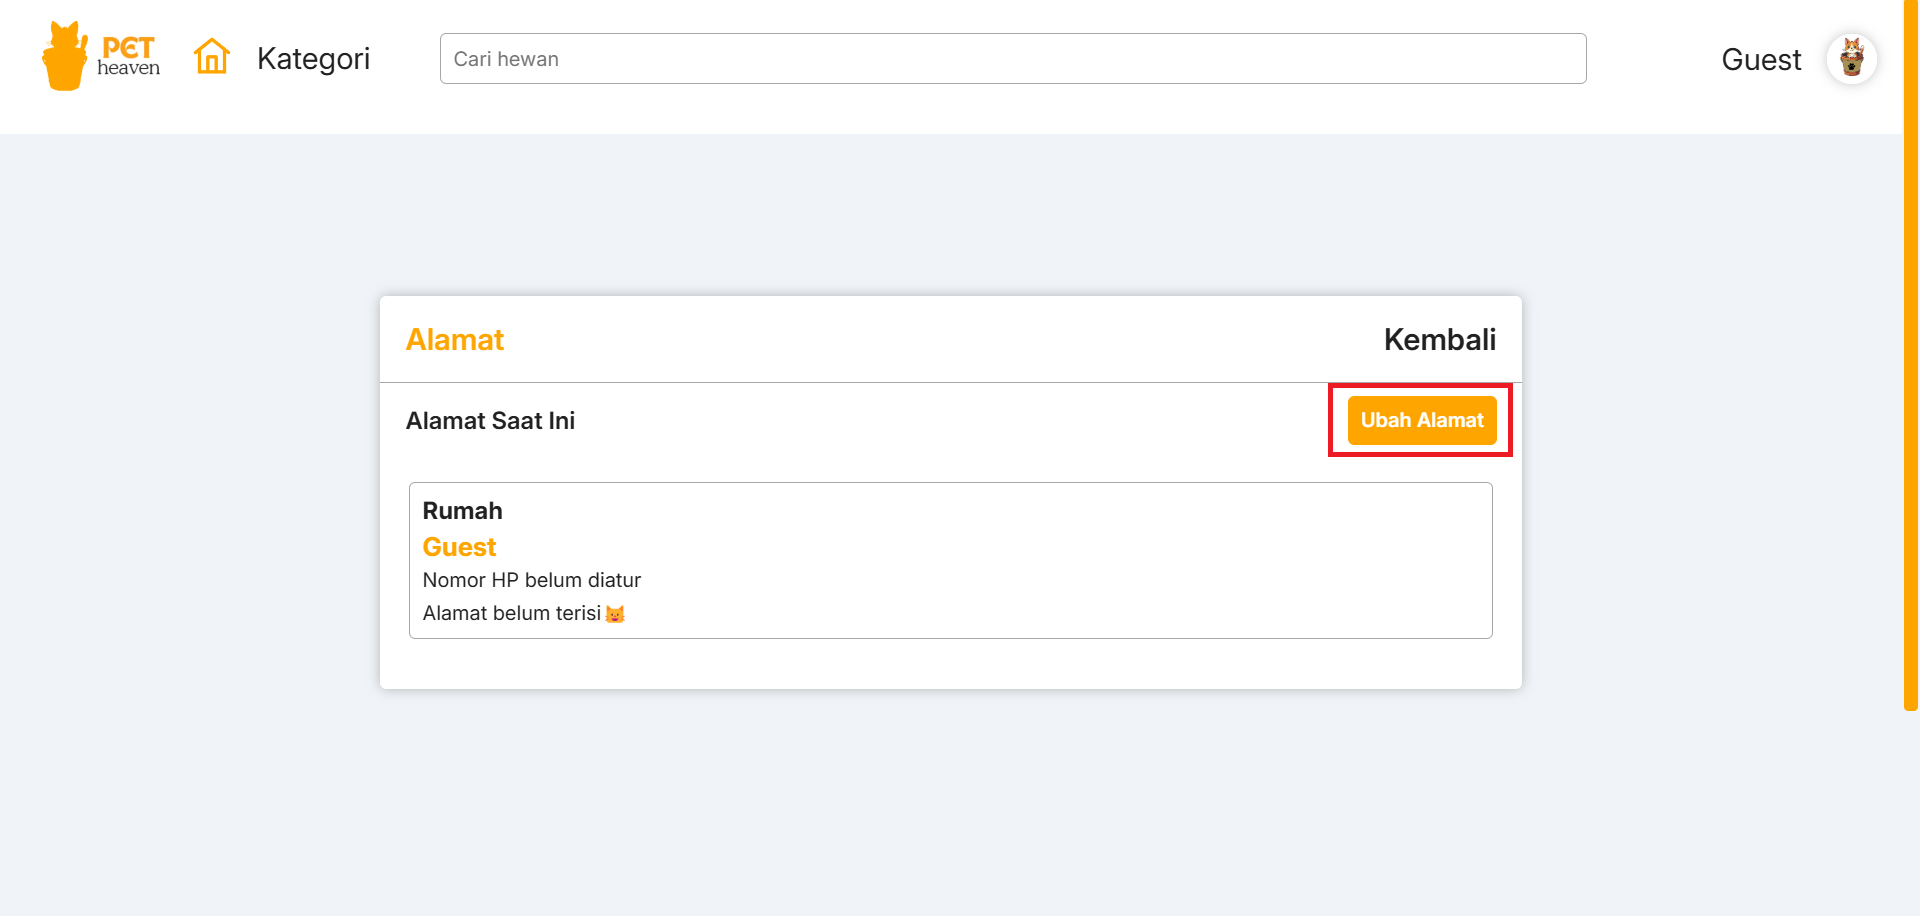 PET
heaven
Kategori
Cari hewan
Guest
Alamat
Kembali
Alamat Saat Ini
Ubah Alamat
Rumah
Guest
Nomor HP belum diatur
Alamat belum terisi